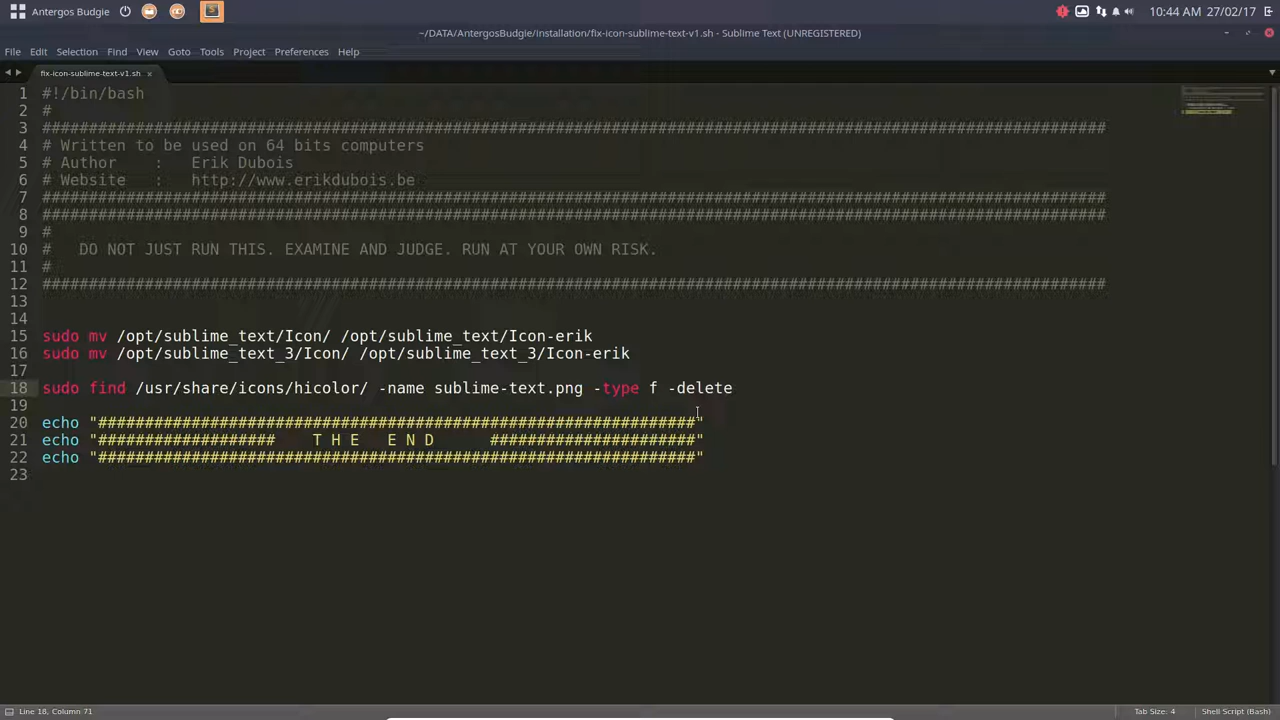 Antergos Budgie
10:44 AM 27/02/17
~/DATA/AntergosBudgie/installation/fix-icon-sublime-text-v1.sh - Sublime Text (UNREGISTERED)
File Edit Selection Find View Goto Tools Project Preferences Help
fix-icon-sublime-text-v1.sh
1 #!/bin/bash
2 #
3 ##################################################################################################################
4 # Written to be used on 64 bits computers
5 # Author : Erik Dubois
6 # Website : http://www.erikdubois.be
7 ##################################################################################################################
8 ##################################################################################################################
9 #
10 # DO NOT JUST RUN THIS. EXAMINE AND JUDGE. RUN AT YOUR OWN RISK.
11 #
12 ##################################################################################################################
13
14
15 sudo mv /opt/sublime_text/Icon/ /opt/sublime_text/Icon-erik
16 sudo mv /opt/sublime_text_3/Icon/ /opt/sublime_text_3/Icon-erik
17
18 sudo find /usr/share/icons/hicolor/ -name sublime-text.png -type f -delete
19
20 echo "################################################################"
21 echo "################### T H E E N D ######################"
22 echo "################################################################"
23
Line 18, Column 71
Tab Size: 4
Shell Script (Bash)